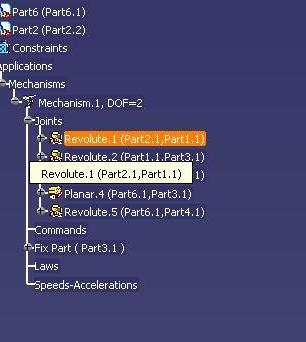 Part6 (Part6.1)
Part2 (Part2.2)
Constraints
Applications
Mechanisms
Mechanism.1, DOF=2
Joints
Revolute.1 (Part2.1,Part1.1)
Revolute.2 (Part1.1,Part3.1)
Revolute.1 (Part2.1,Part1.1)
1)
Planar.4 (Part6.1,Part3.1)
Revolute.5 (Part6.1,Part4.1)
Commands
Fix Part ( Part3.1 )
Laws
Speeds-Accelerations